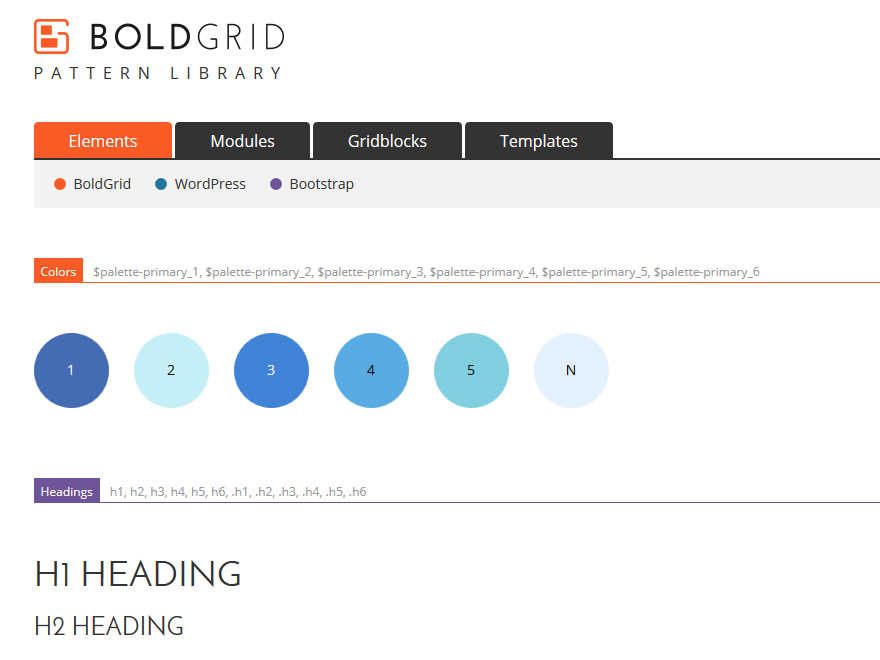 BOLDGRID
PATTERN LIBRARY
Elements Modules Gridblocks Templates
BoldGrid WordPress Bootstrap
Colors $palette-primary_1, $palette-primary_2, $palette-primary_3, $palette-primary_4, $palette-primary_5, $palette-primary_6
1 2 3 4 5 N
Headings h1, h2, h3, h4, h5, h6, .h1, .h2, .h3, .h4, .h5, .h6
H1 HEADING
H2 HEADING